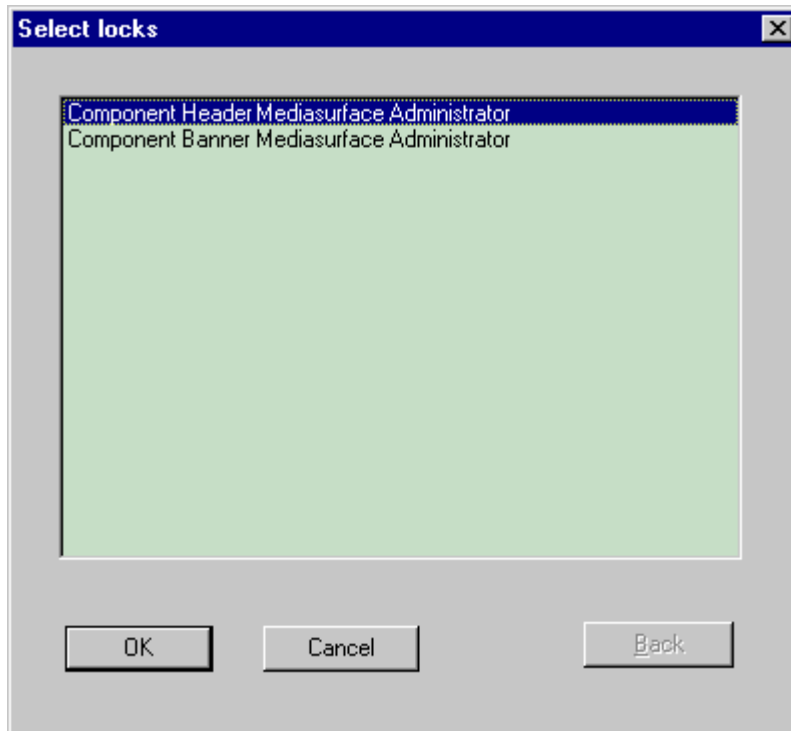 Select locks
Component Header Mediasurface Administrator
Component Banner Mediasurface Administrator
OK Cancel Back